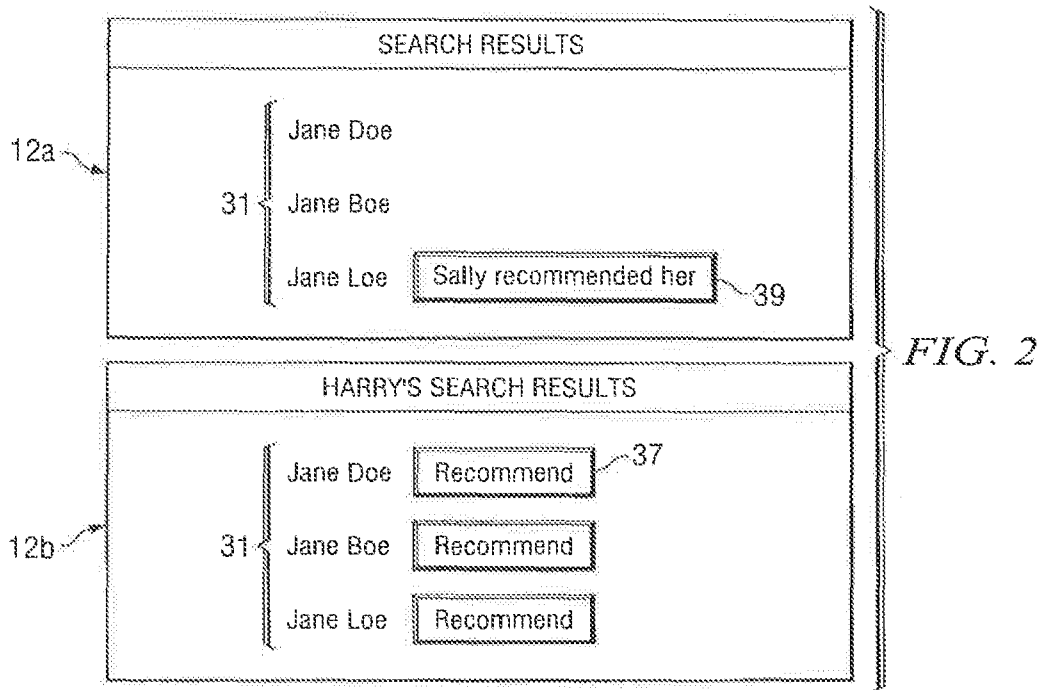 SEARCH RESULTS
Jane Doe
12a
31 Jane Boe
Jane Loe Sally recommended her
39
FIG. 2
HARRY'S SEARCH RESULTS
Jane Doe Recommend 37
12b 31 Jane Boe Recommend
Jane Loe Recommend